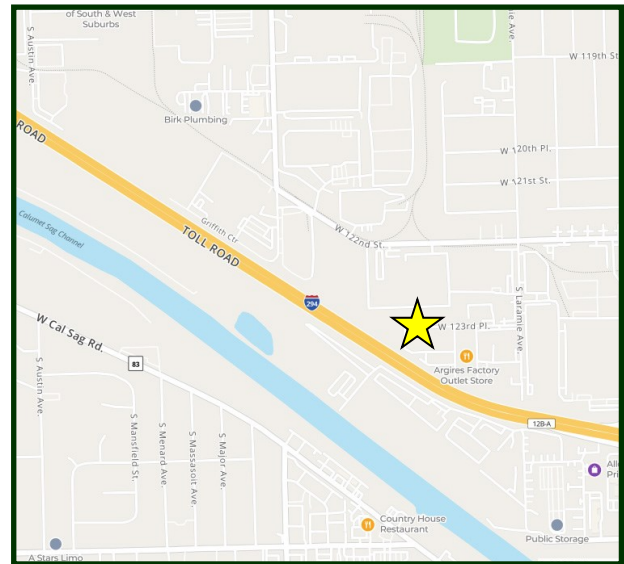 of South & West
Suburbs
S Austin Ave.
W 119th St
Birk Plumbing
ROAD
W 120th Pl.
W 121st St.
Griffith Ctr
Calumet Sag Channel
TOLL ROAD
W 122nd St.
294
S Laramie Ave.
W 123rd Pl.
W Cal Sag Rd.
83
Argires Factory
Outlet Store
S Austin Ave.
S Mansfield St.
S Menard Ave.
S Massasoit Ave.
S Major Ave.
12B-A
Country House
Restaurant
Public Storage
A Stars Limo